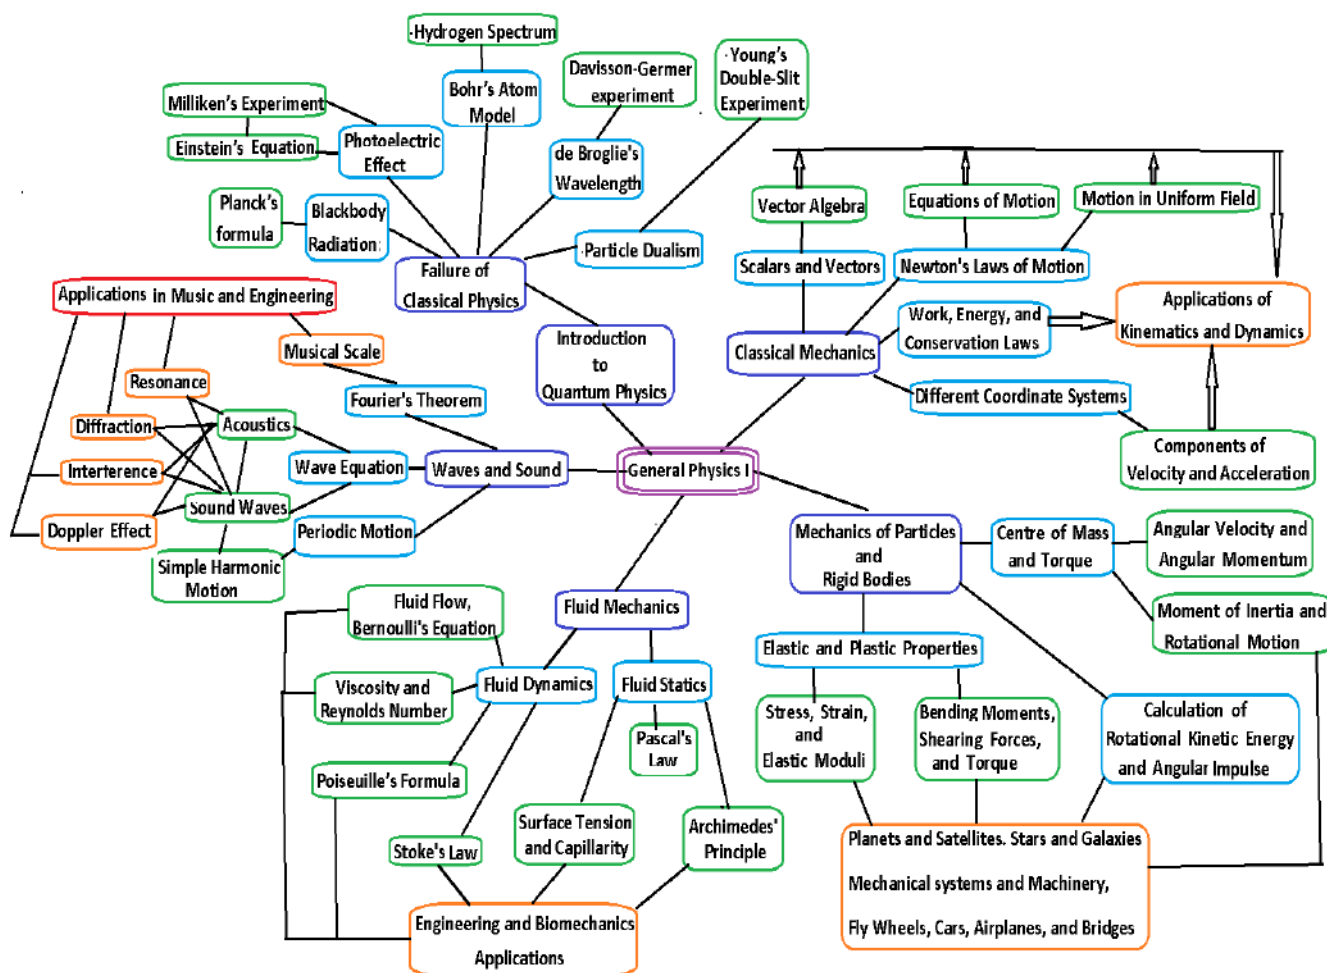 ·Hydrogen Spectrum
Bohr's Atom
Model
Davisson-Germer
experiment
·Young's
Double-Slit
Experiment
Milliken's Experiment
Einstein's Equation
Photoelectric
Effect
de Broglie's
Wavelength
Planck's
formula
Blackbody
Radiation:
·Particle Dualism
Failure of
Classical Physics
Introduction
to
Quantum Physics
Vector Algebra
Equations of Motion
Motion in Uniform Field
Scalars and Vectors
Newton's Laws of Motion
Classical Mechanics
Work, Energy, and
Conservation Laws
Applications of
Kinematics and Dynamics
Different Coordinate Systems
Components of
Velocity and Acceleration
Applications in Music and Engineering
Musical Scale
Resonance
Fourier's Theorem
Diffraction
Acoustics
Interference
Wave Equation
Waves and Sound
General Physics I
Sound Waves
Doppler Effect
Periodic Motion
Simple Harmonic
Motion
Mechanics of Particles
and
Rigid Bodies
Centre of Mass
and Torque
Angular Velocity and
Angular Momentum
Moment of Inertia and
Rotational Motion
Elastic and Plastic Properties
Stress, Strain,
and
Elastic Moduli
Bending Moments,
Shearing Forces,
and Torque
Calculation of
Rotational Kinetic Energy
and Angular Impulse
Planets and Satellites. Stars and Galaxies
Mechanical systems and Machinery,
Fly Wheels, Cars, Airplanes, and Bridges
Fluid Mechanics
Fluid Flow,
Bernoulli's Equation
Fluid Dynamics
Fluid Statics
Viscosity and
Reynolds Number
Pascal's
Law
Poiseuille's Formula
Stoke's Law
Surface Tension
and Capillarity
Archimedes'
Principle
Engineering and Biomechanics
Applications